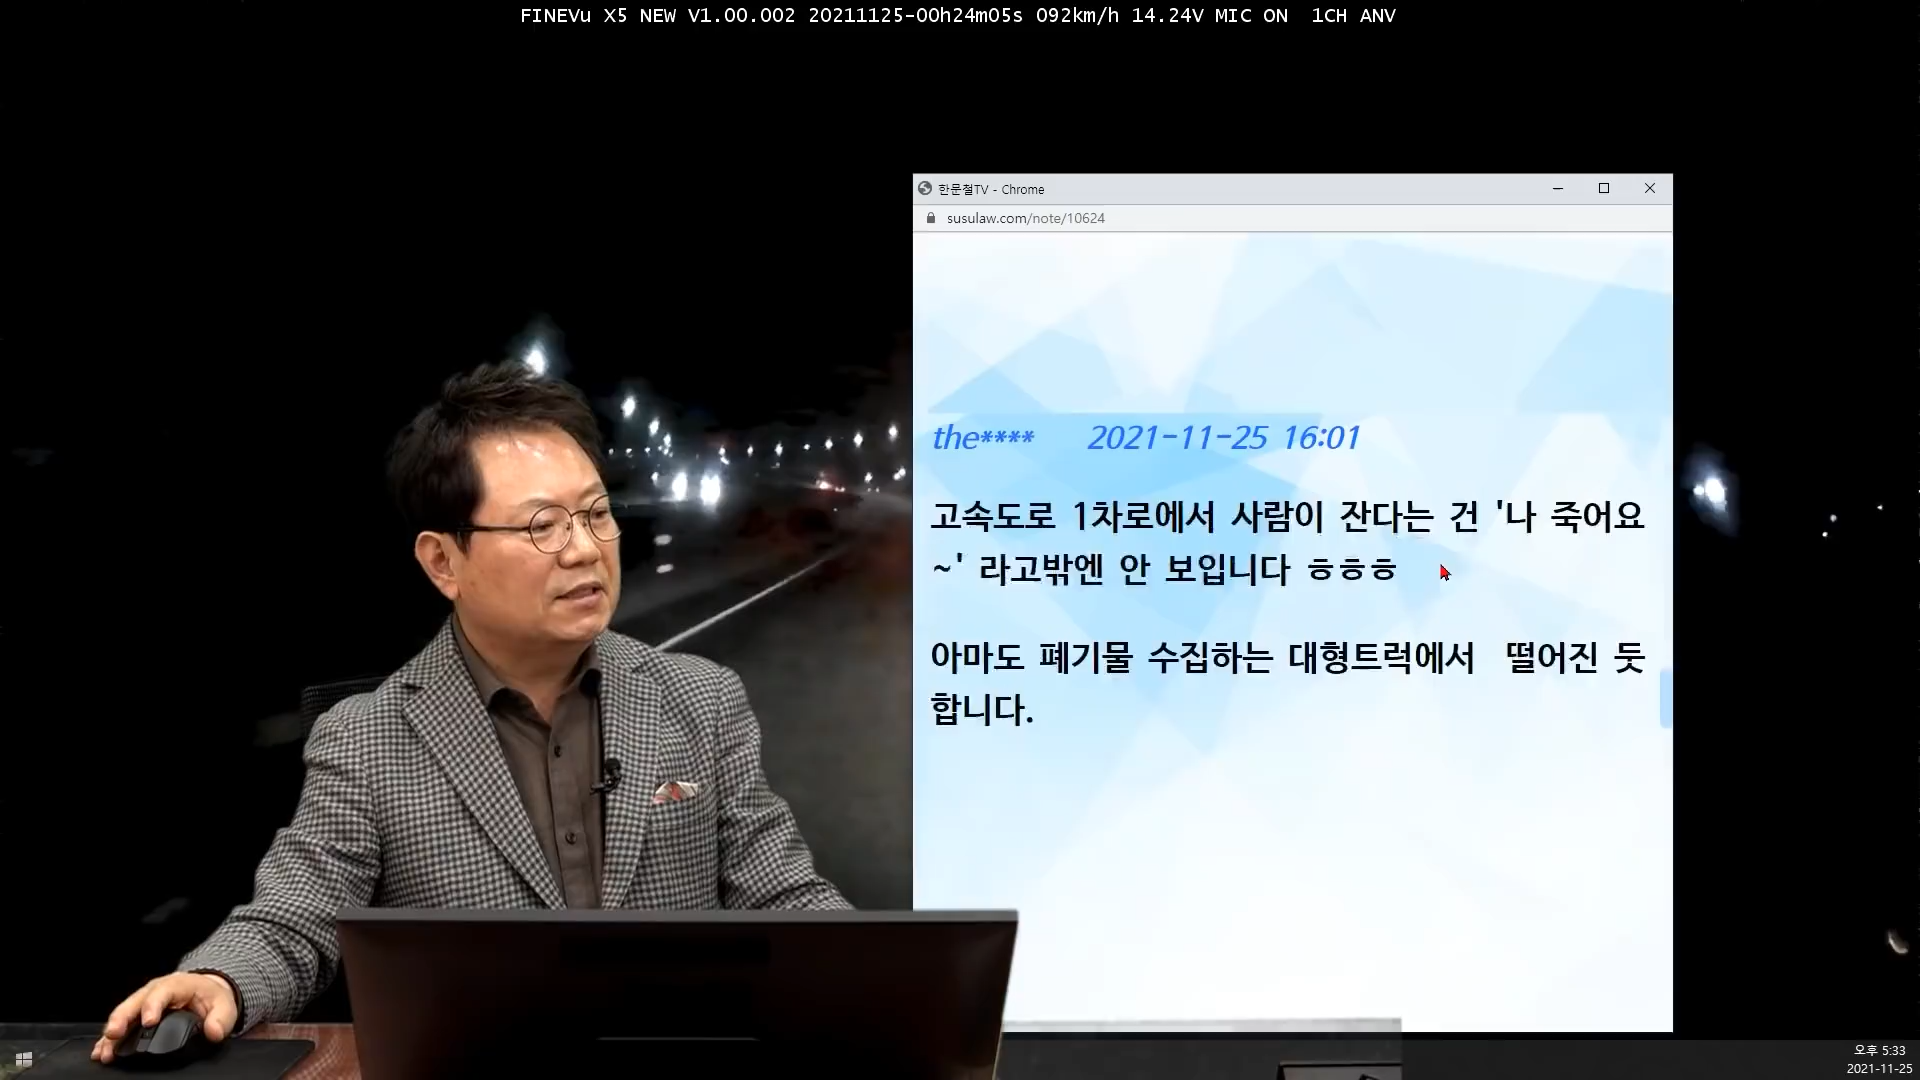 FINEVu X5 NEW V1.00.002 20211125-00h24m05s 092km/h 14.24V MIC ON 1CH ANV
한문철TV - Chrome
susulaw.com/note/10624
the**** 2021-11-25 16:01
고속도로 1차로에서 사람이 잔다는 건 '나 죽어요
~' 라고밖엔 안 보입니다 ㅎㅎㅎ
아마도 폐기물 수집하는 대형트럭에서 떨어진 듯
합니다.
오후 5:33
2021-11-25